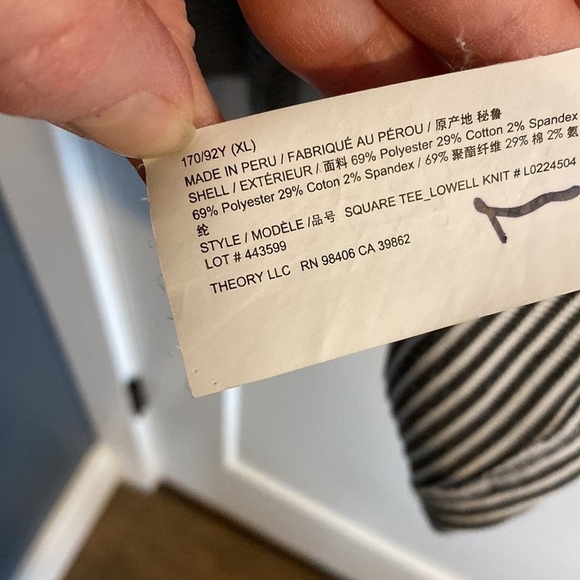 170/92Y (XL)
MADE IN PERU / FABRIQUÉ AU PÉROU / 原产地 秘鲁
SHELL / EXTÉRIEUR / 面料 69% Polyester 29% Cotton 2% Spandex
69% Polyester 29% Coton 2% Spandex / 69% 聚酯纤维 29% 棉 2% 氨
纶
STYLE / MODÈLE /品号 SQUARE TEE_LOWELL KNIT # L0224504
LOT # 443599
THEORY LLC RN 98406 CA 39862